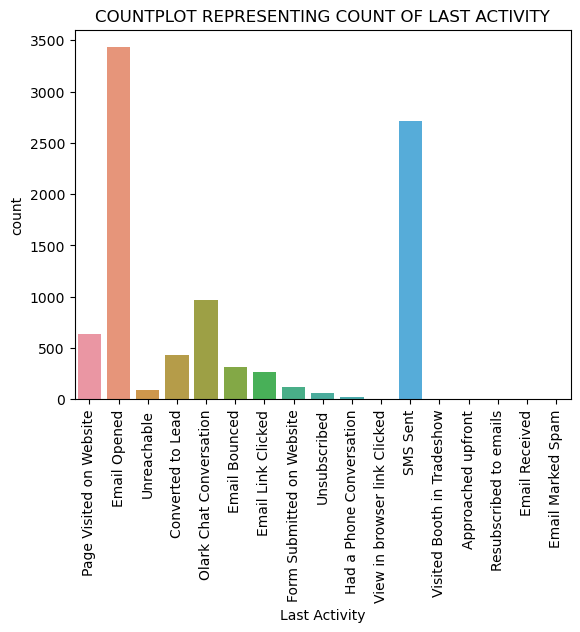 COUNTPLOT REPRESENTING COUNT OF LAST ACTIVITY
3500
3000
2500
2000
1500
1000
500
0
count
Page Visited on Website
Email Opened
Unreachable
Converted to Lead
Olark Chat Conversation
Email Bounced
Email Link Clicked
Form Submitted on Website
Unsubscribed
Had a Phone Conversation
View in browser link Clicked
SMS Sent
Visited Booth in Tradeshow
Approached upfront
Resubscribed to emails
Email Received
Email Marked Spam
Last Activity